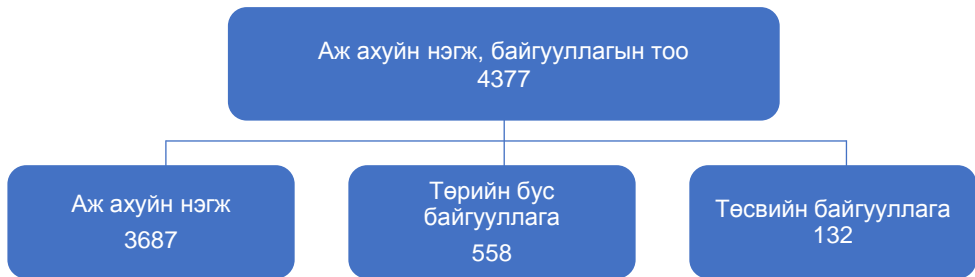 Аж ахуйн нэгж, байгууллагын тоо
4377
Аж ахуйн нэгж
3687
Төрийн бус
байгууллага
558
Төсвийн байгууллага
132